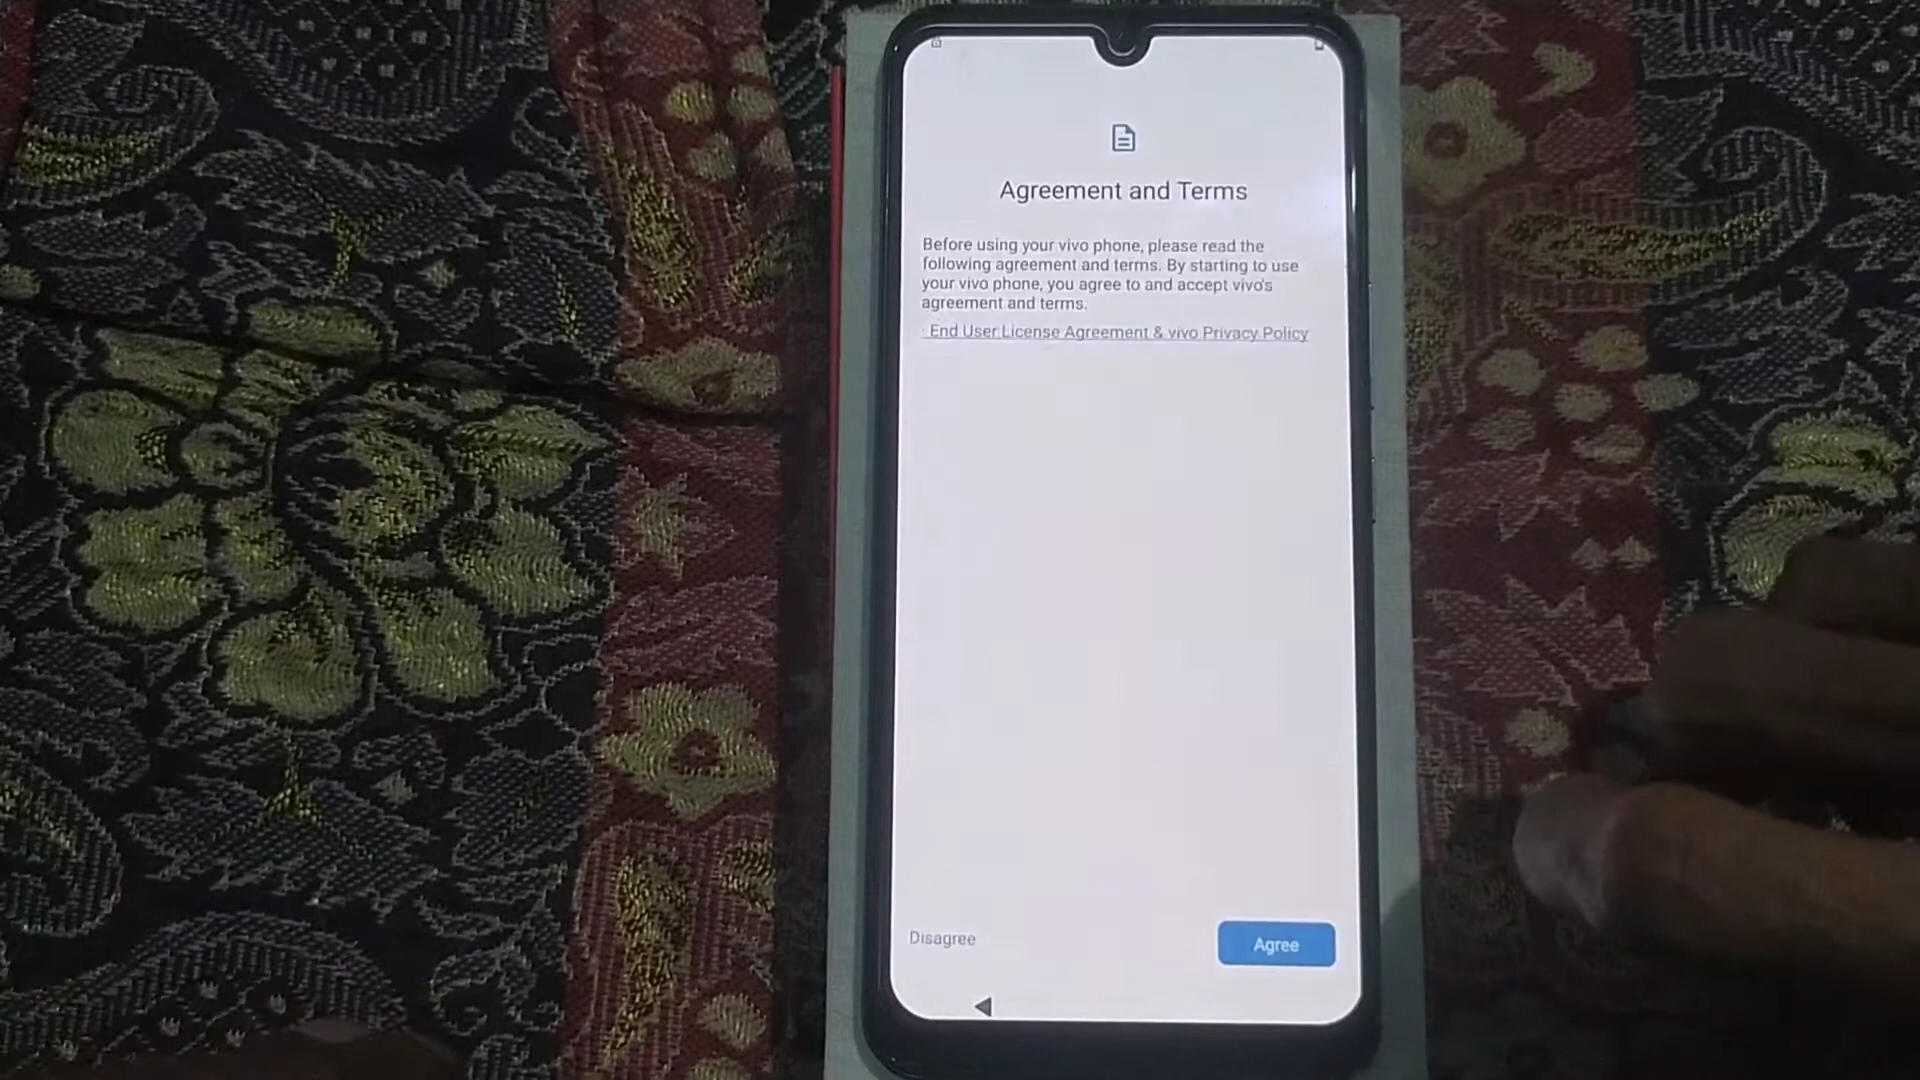 Agreement and Terms
Before using your vivo phone, please read the
following agreement and terms. By starting to use
your vivo phone, you agree to and accept vivo's
agreement and terms.
· End User License Agreement & vivo Privacy Policy
Disagree
Agree